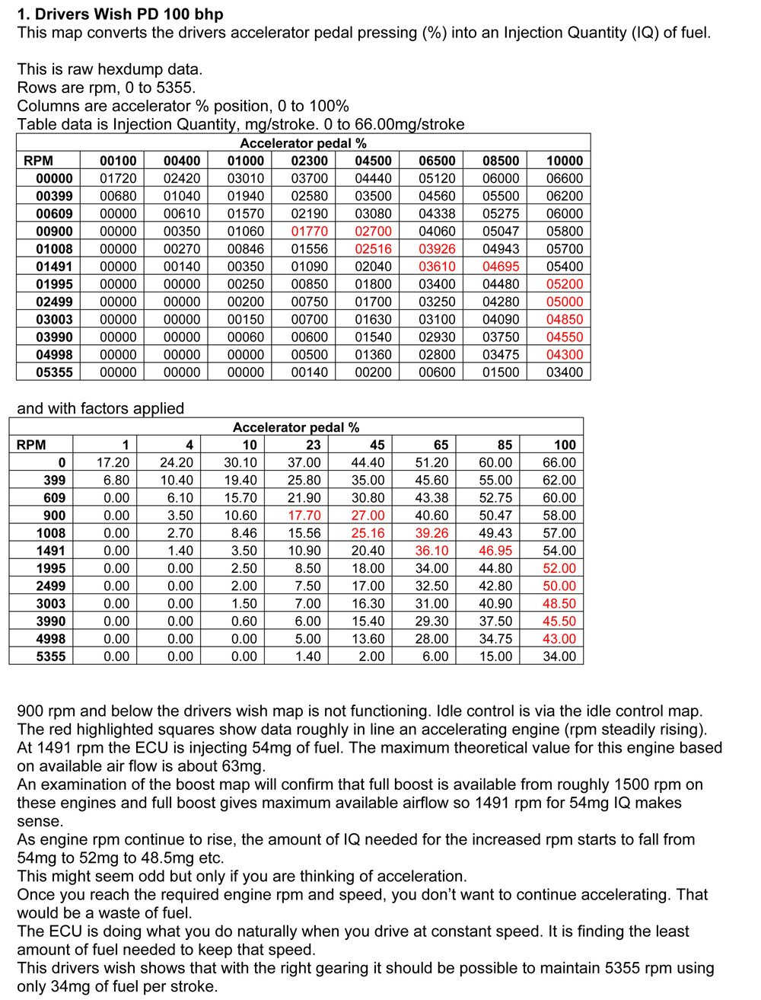 1. Drivers Wish PD 100 bhp
This map converts the drivers accelerator pedal pressing (%) into an Injection Quantity (IQ) of fuel.
This is raw hexdump data.
Rows are rpm, 0 to 5355.
Columns are accelerator % position, 0 to 100%
Table data is Injection Quantity, mg/stroke. 0 to 66.00mg/stroke
Accelerator pedal %
RPM 00100 00400 01000 02300 04500 06500 08500 10000
00000 01720 02420 03010 03700 04440 05120 06000 06600
00399 00680 01040 01940 02580 03500 04560 05500 06200
00609 00000 00610 01570 02190 03080 04338 05275 06000
00900 00000 00350 01060 01770 02700 04060 05047 05800
01008 00000 00270 00846 01556 02516 03926 04943 05700
01491 00000 00140 00350 01090 02040 03610 04695 05400
01995 00000 00000 00250 00850 01800 03400 04480 05200
02499 00000 00000 00200 00750 01700 03250 04280 05000
03003 00000 00000 00150 00700 01630 03100 04090 04850
03990 00000 00000 00060 00600 01540 02930 03750 04550
04998 00000 00000 00000 00500 01360 02800 03475 04300
05355 00000 00000 00000 00140 00200 00600 01500 03400
and with factors applied
Accelerator pedal %
RPM 1 4 10 23 45 65 85 100
0 17.20 24.20 30.10 37.00 44.40 51.20 60.00 66.00
399 6.80 10.40 19.40 25.80 35.00 45.60 55.00 62.00
609 0.00 6.10 15.70 21.90 30.80 43.38 52.75 60.00
900 0.00 3.50 10.60 17.70 27.00 40.60 50.47 58.00
1008 0.00 2.70 8.46 15.56 25.16 39.26 49.43 57.00
1491 0.00 1.40 3.50 10.90 20.40 36.10 46.95 54.00
1995 0.00 0.00 2.50 8.50 18.00 34.00 44.80 52.00
2499 0.00 0.00 2.00 7.50 17.00 32.50 42.80 50.00
3003 0.00 0.00 1.50 7.00 16.30 31.00 40.90 48.50
3990 0.00 0.00 0.60 6.00 15.40 29.30 37.50 45.50
4998 0.00 0.00 0.00 5.00 13.60 28.00 34.75 43.00
5355 0.00 0.00 0.00 1.40 2.00 6.00 15.00 34.00
900 rpm and below the drivers wish map is not functioning. Idle control is via the idle control map.
The red highlighted squares show data roughly in line an accelerating engine (rpm steadily rising).
At 1491 rpm the ECU is injecting 54mg of fuel. The maximum theoretical value for this engine based
on available air flow is about 63mg.
An examination of the boost map will confirm that full boost is available from roughly 1500 rpm on
these engines and full boost gives maximum available airflow so 1491 rpm for 54mg IQ makes
sense.
As engine rpm continue to rise, the amount of IQ needed for the increased rpm starts to fall from
54mg to 52mg to 48.5mg etc.
This might seem odd but only if you are thinking of acceleration.
Once you reach the required engine rpm and speed, you don’t want to continue accelerating. That
would be a waste of fuel.
The ECU is doing what you do naturally when you drive at constant speed. It is finding the least
amount of fuel needed to keep that speed.
This drivers wish shows that with the right gearing it should be possible to maintain 5355 rpm using
only 34mg of fuel per stroke.